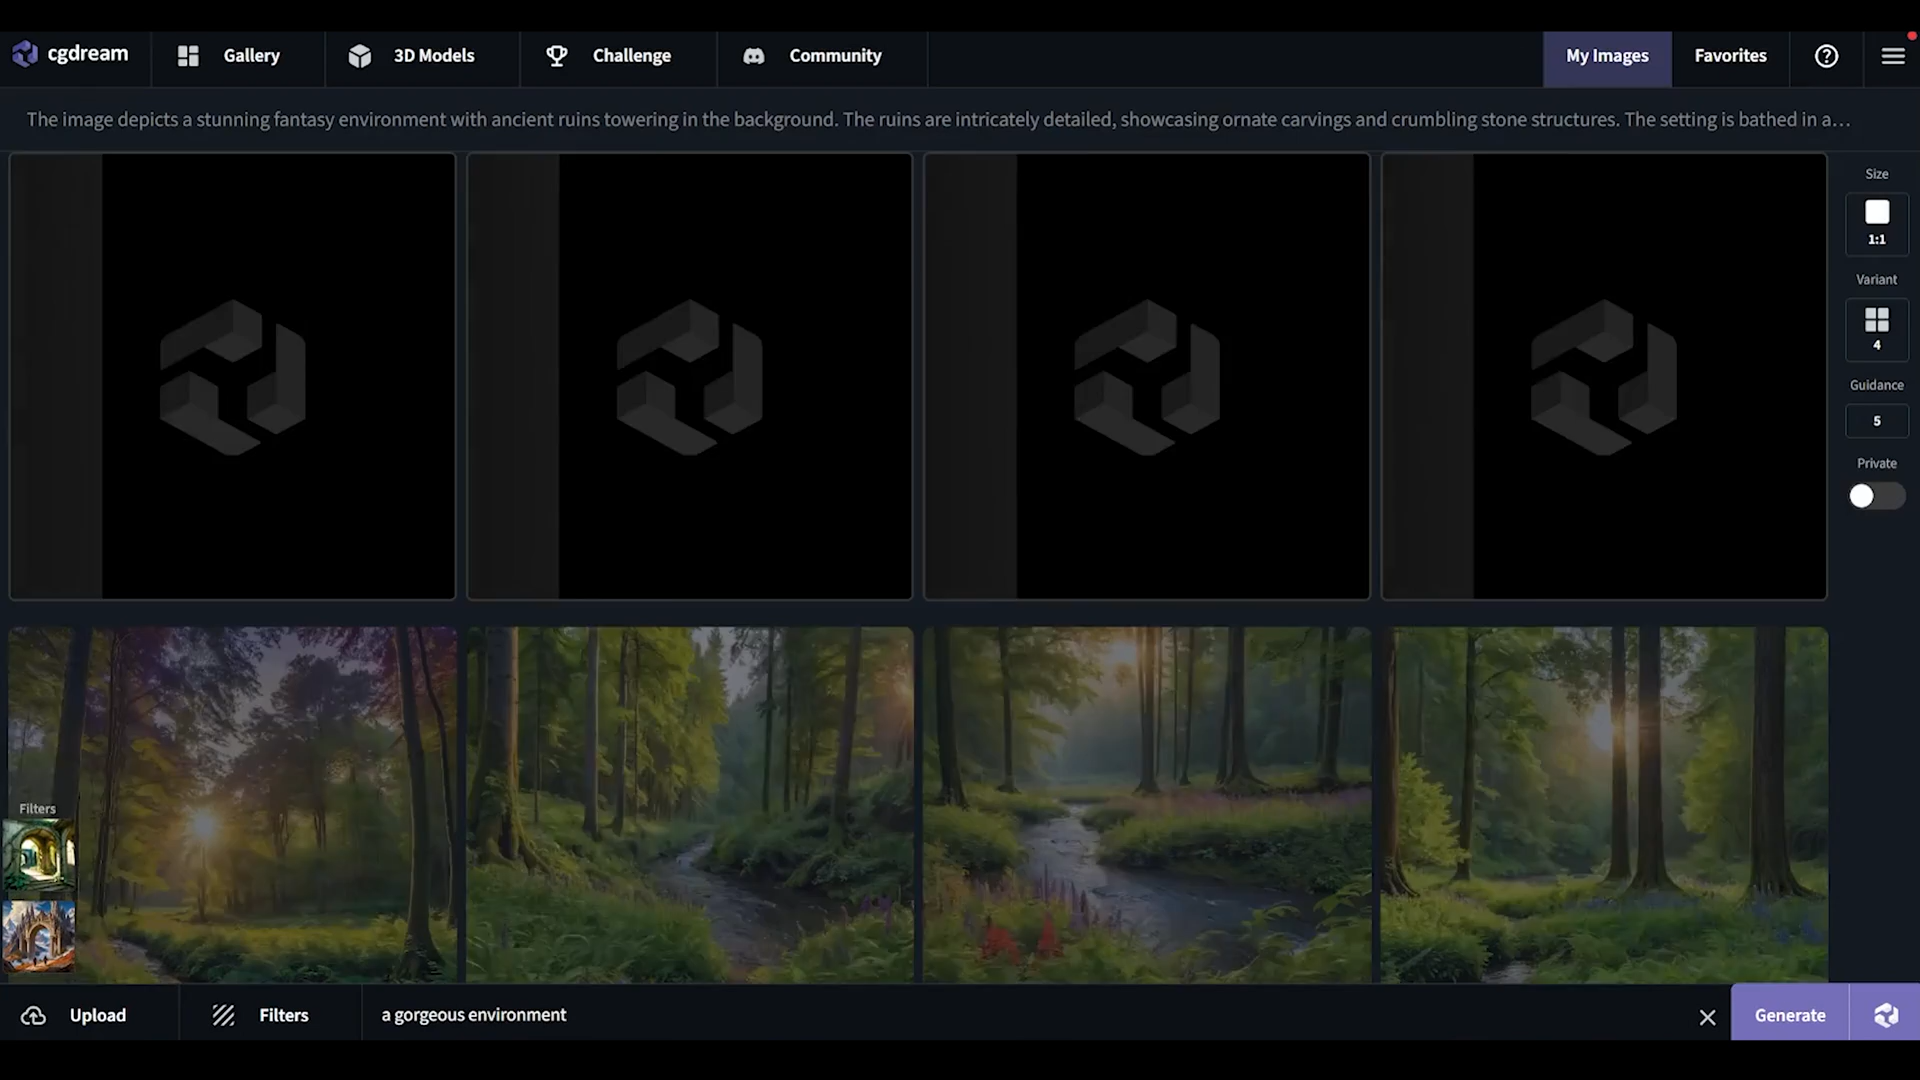 cgdream
Gallery
3D Models
Challenge
Community
My Images
Favorites
The image depicts a stunning fantasy environment with ancient ruins towering in the background. The ruins are intricately detailed, showcasing ornate carvings and crumbling stone structures. The setting is bathed in a...
Size
1:1
Variant
4
Guidance
5
Private
Filters
Upload
Filters
a gorgeous environment
Generate